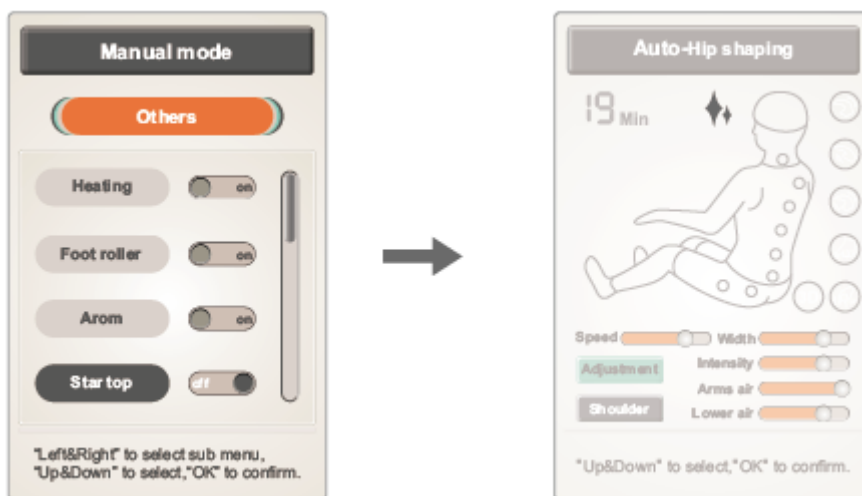 Manual mode
Others
Heating
on
Foot roller
on
Arom
on
Star top
off
"Left&Right" to select sub menu,
"Up&Down" to select,"OK" to confirm.
Auto-Hip shaping
19 Min
Speed
Width
Adjustment
Intensity
Arms air
Shoulder
Lower air
"Up&Down" to select,"OK" to confirm.